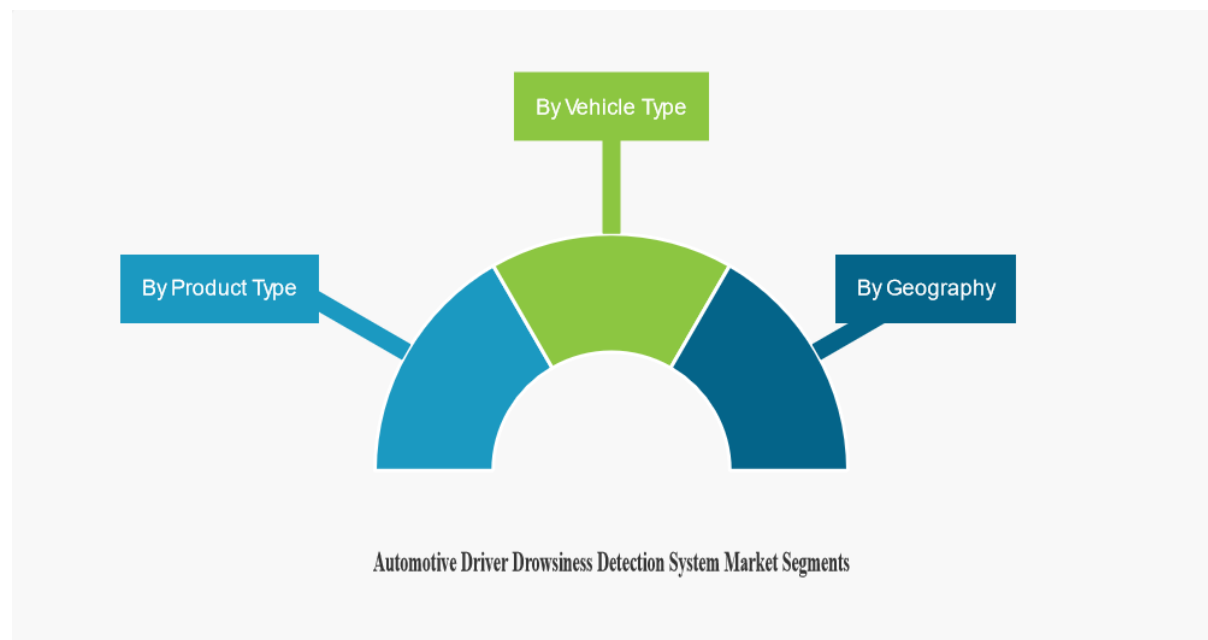 By Vehicle Type
By Product Type
By Geography
Automotive Driver Drowsiness Detection System Market Segments